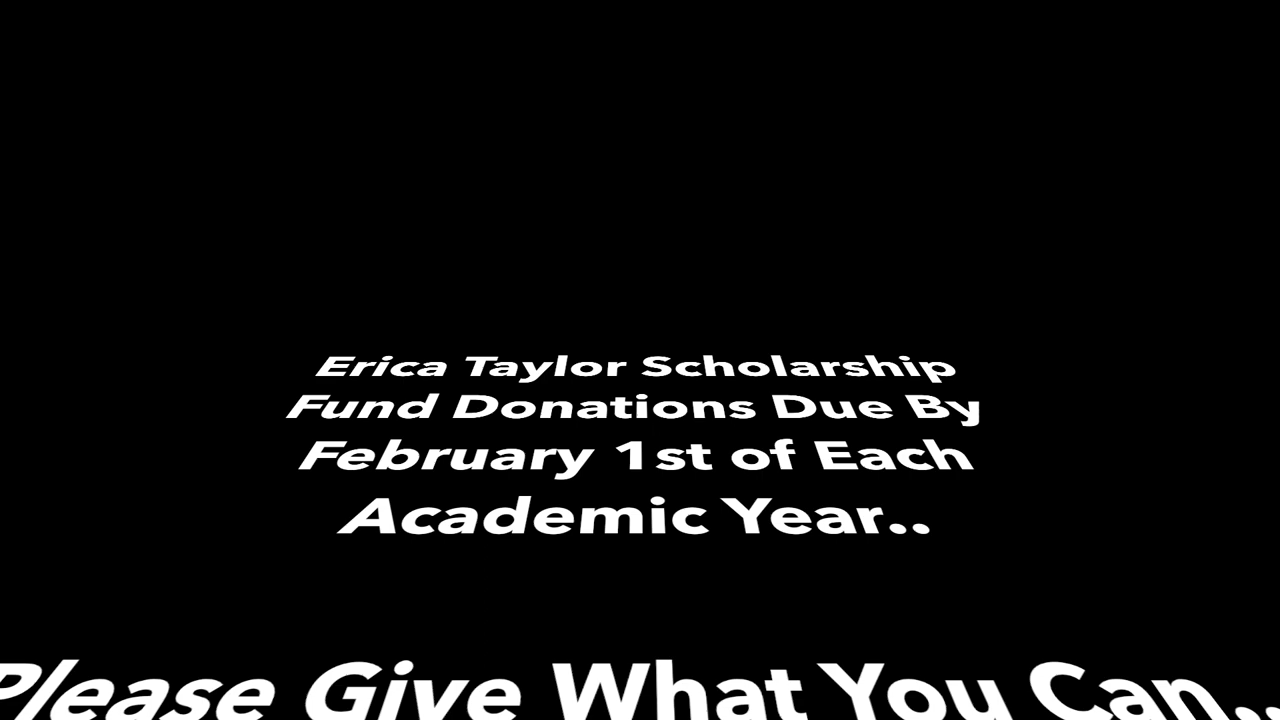 Erica Taylor Scholarship
Fund Donations Due By
February 1st of Each
Academic Year..
Please Give What You Can..